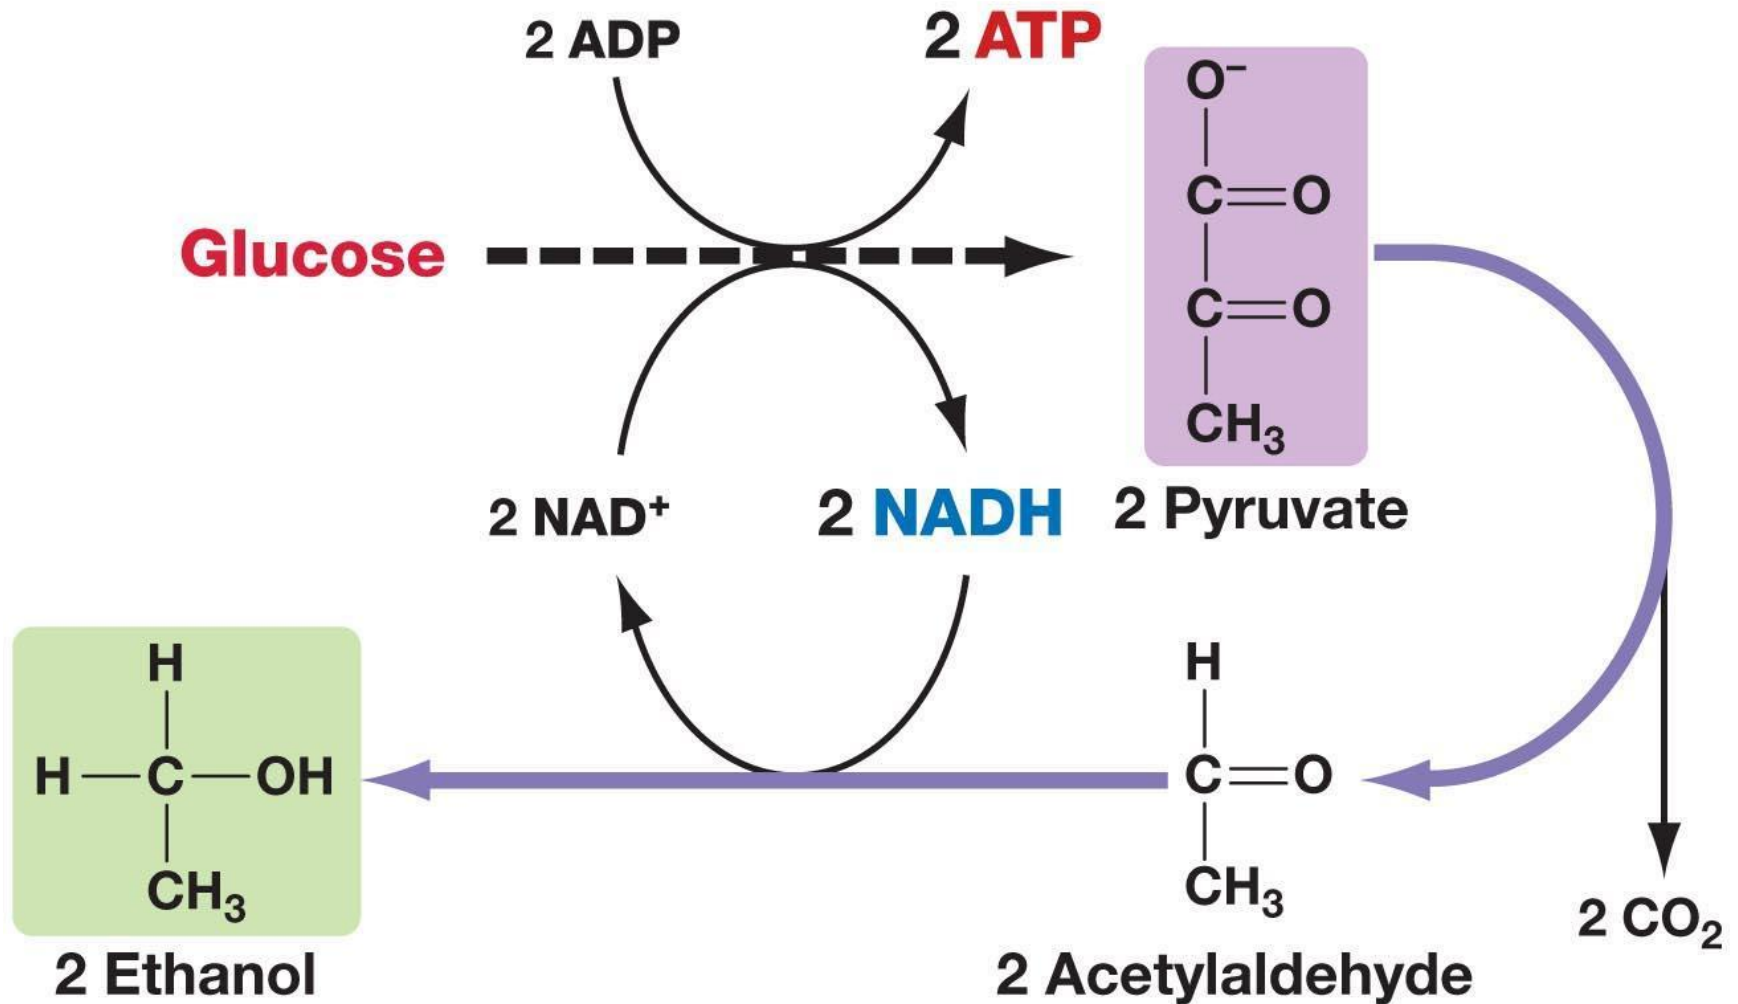 2 ADP
2 ATP
Glucose
O⁻
C=O
C=O
CH₃
2 Pyruvate
2 NAD⁺
2 NADH
H
H—C—OH
CH₃
2 Ethanol
H
C=O
CH₃
2 Acetylaldehyde
2 CO₂